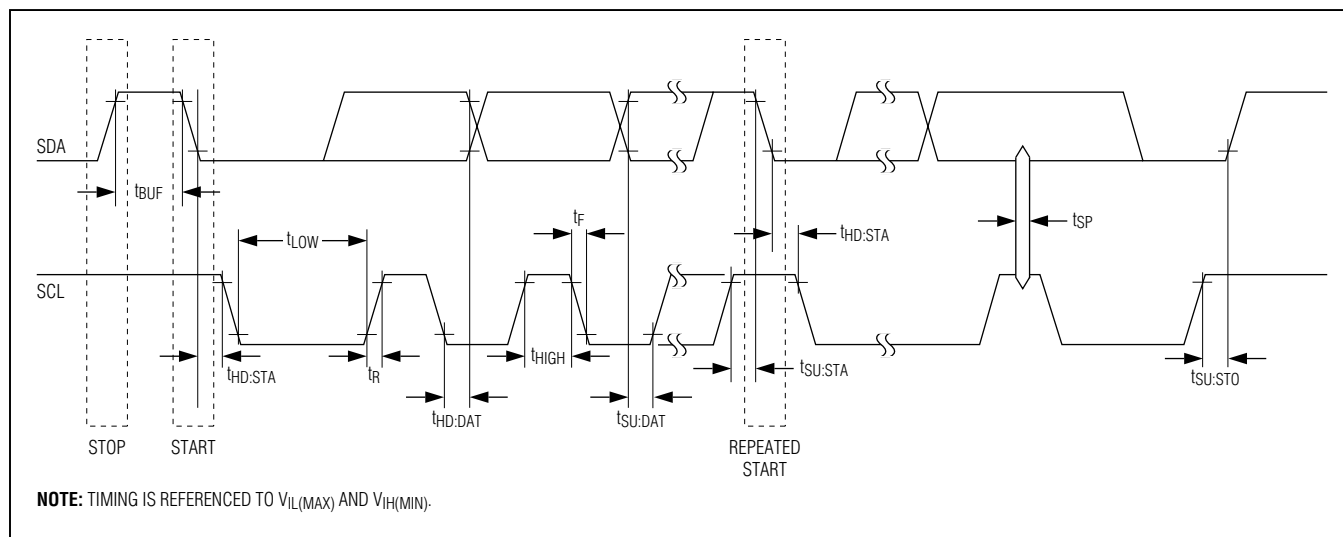 SDA
tBUF
tF
tLOW
tHD:STA
tSP
SCL
tHD:STA
tR
tHIGH
tSU:STA
tSU:STO
tHD:DAT
tSU:DAT
STOP
START
REPEATED
START
NOTE: TIMING IS REFERENCED TO VIL(MAX) AND VIH(MIN).